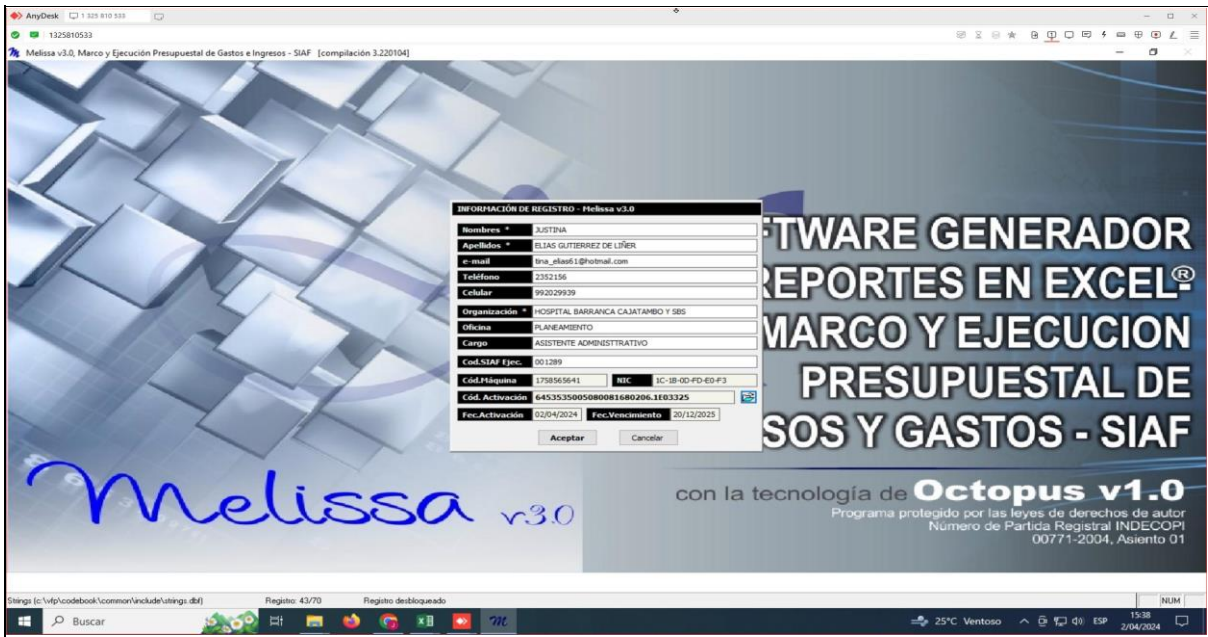 AnyDesk 1 325 810 533
1325810533
Melissa v3.0, Marco y Ejecución Presupuestal de Gastos e Ingresos - SIAF [compilación 3.220104]
INFORMACIÓN DE REGISTRO - Melissa v3.0
Nombres * JUSTINA
Apellidos * ELIAS GUTIERREZ DE LIÑER
e-mail tina_elias61@hotmail.com
Teléfono 2352156
Celular 992029939
Organización * HOSPITAL BARRANCA CAJATAMBO Y SBS
Oficina PLANEAMIENTO
Cargo ASISTENTE ADMINISTTRATIVO
Cod.SIAF Ejec. 001289
Cód.Máquina 1758565641 NIC 1C-1B-0D-FD-E0-F3
Cód. Activación 6453535005080081680206.1E03325
Fec.Activación 02/04/2024 Fec.Vencimiento 20/12/2025
Aceptar Cancelar
FTWARE GENERADOR
REPORTES EN EXCEL®
MARCO Y EJECUCION
PRESUPUESTAL DE
SOS Y GASTOS - SIAF
Melissa v3.0
con la tecnología de Octopus v1.0
Programa protegido por las leyes de derechos de autor
Número de Partida Registral INDECOPI
00771-2004, Asiento 01
Strings (c:\vfp\codebook\common\include\strings.dbf) Registro: 43/70 Registro desbloqueado NUM
Buscar 25°C Ventoso ESP 15:38
2/04/2024